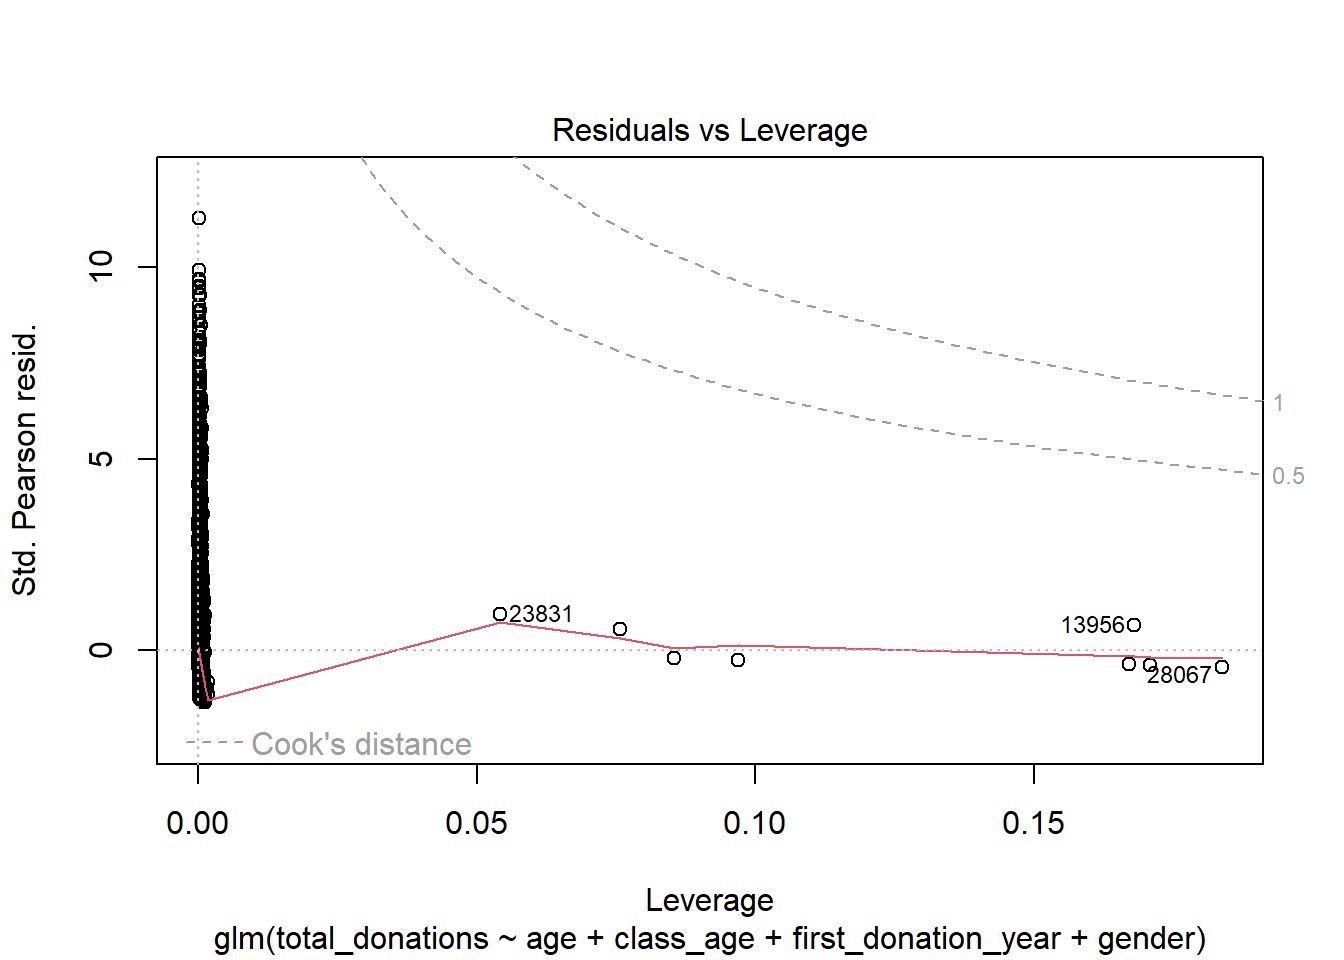 Residuals vs Leverage
Std. Pearson resid.
10
5
0
1
0.5
23831
13956
28067
Cook's distance
0.00
0.05
0.10
0.15
Leverage
glm(total_donations ~ age + class_age + first_donation_year + gender)